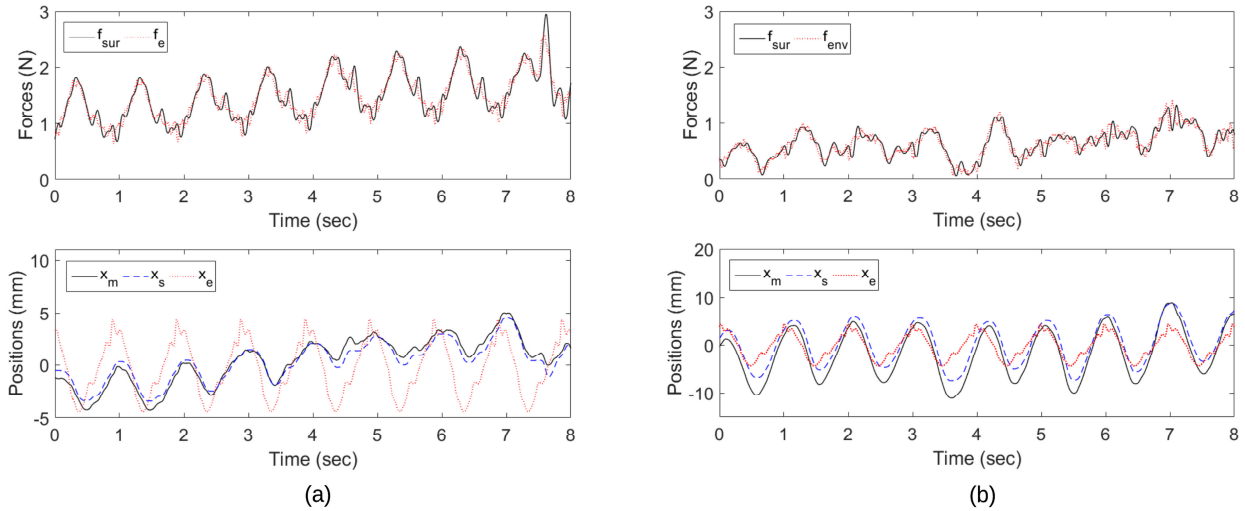 3
2
1
0
Forces (N)
f_sur f_e
0 1 2 3 4 5 6 7 8
Time (sec)
10
5
0
-5
Positions (mm)
x_m x_s x_e
0 1 2 3 4 5 6 7 8
Time (sec)
(a)
3
2
1
0
Forces (N)
f_sur f_env
0 1 2 3 4 5 6 7 8
Time (sec)
20
10
0
-10
Positions (mm)
x_m x_s x_e
0 1 2 3 4 5 6 7 8
Time (sec)
(b)